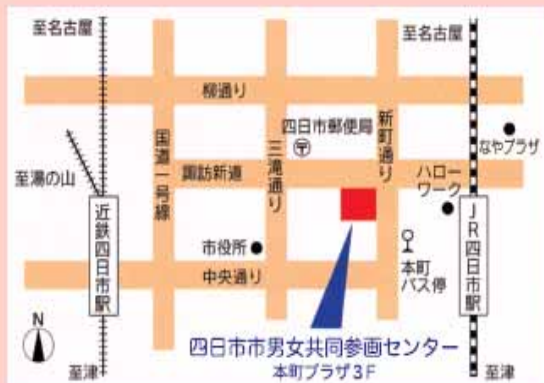 至名古屋
至名古屋
柳通り
国道一号線
三滝通り
四日市郵便局
〒
新町通り
なやプラザ
諏訪新道
至湯の山
ハロー
ワーク
近鉄四日市駅
JR四日市駅
市役所
中央通り
本町
バス停
N
四日市市男女共同参画センター
本町プラザ3F
至津
至津